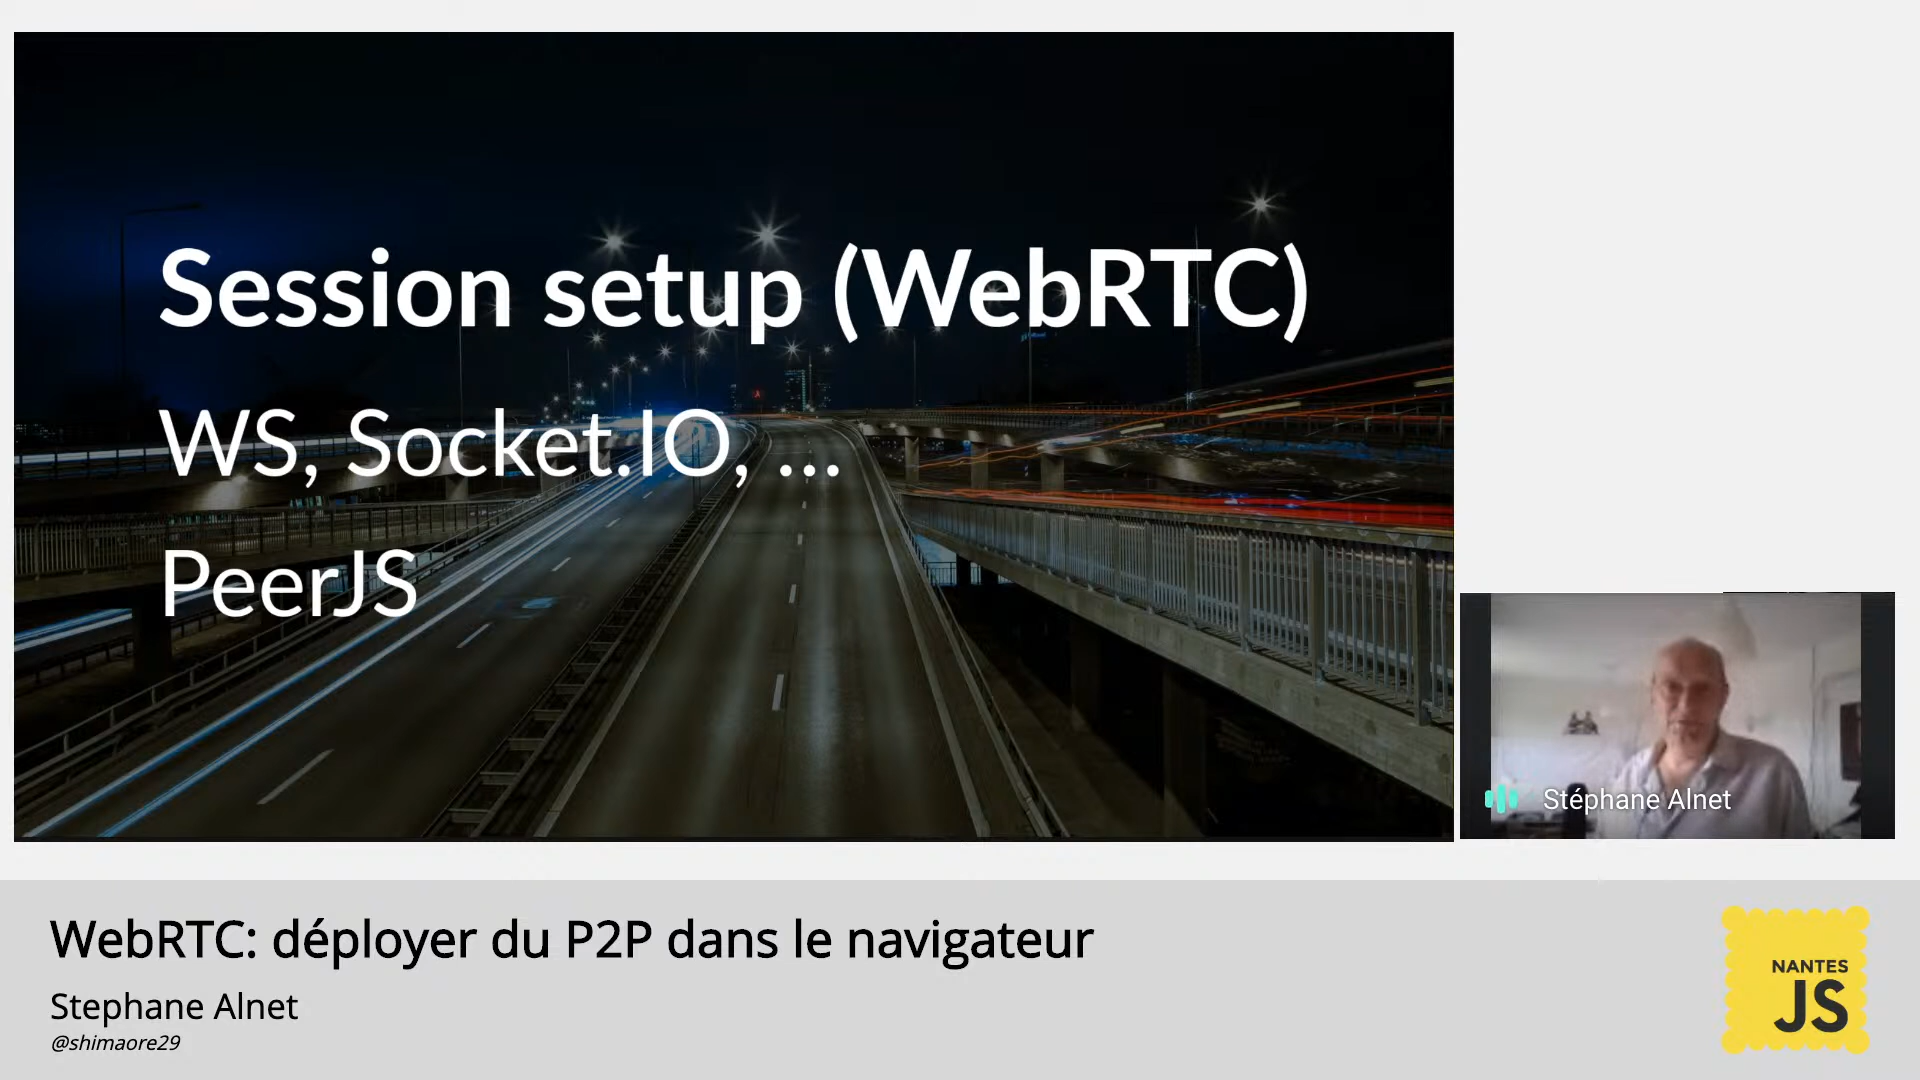 Session setup (WebRTC)
WS, Socket.IO, ...
PeerJS
Stéphane Alnet
WebRTC: déployer du P2P dans le navigateur
Stephane Alnet
@shimaore29
NANTES
JS